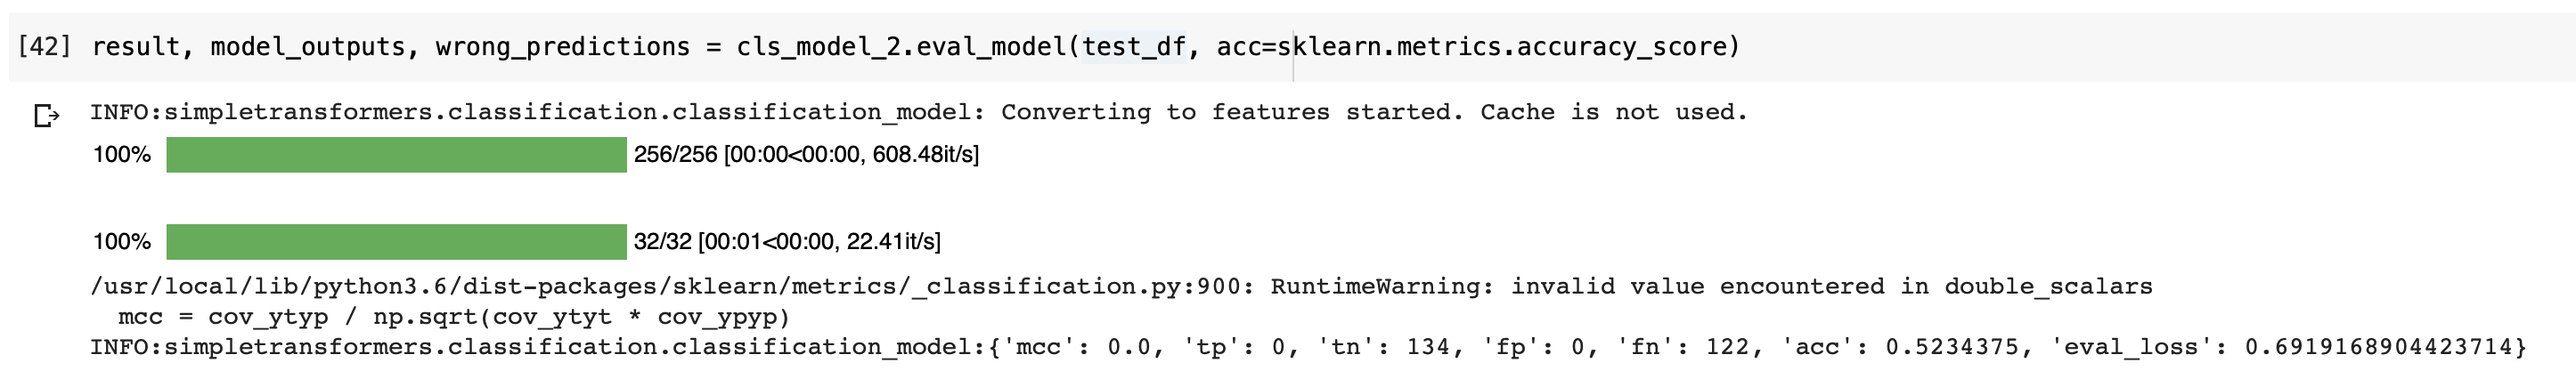 [42] result, model_outputs, wrong_predictions = cls_model_2.eval_model(test_df, acc=sklearn.metrics.accuracy_score)
INFO:simpletransformers.classification.classification_model: Converting to features started. Cache is not used.
100% 256/256 [00:00<00:00, 608.48it/s]
100% 32/32 [00:01<00:00, 22.41it/s]
/usr/local/lib/python3.6/dist-packages/sklearn/metrics/_classification.py:900: RuntimeWarning: invalid value encountered in double_scalars
  mcc = cov_ytyp / np.sqrt(cov_ytyt * cov_ypyp)
INFO:simpletransformers.classification.classification_model:{'mcc': 0.0, 'tp': 0, 'tn': 134, 'fp': 0, 'fn': 122, 'acc': 0.5234375, 'eval_loss': 0.6919168904423714}